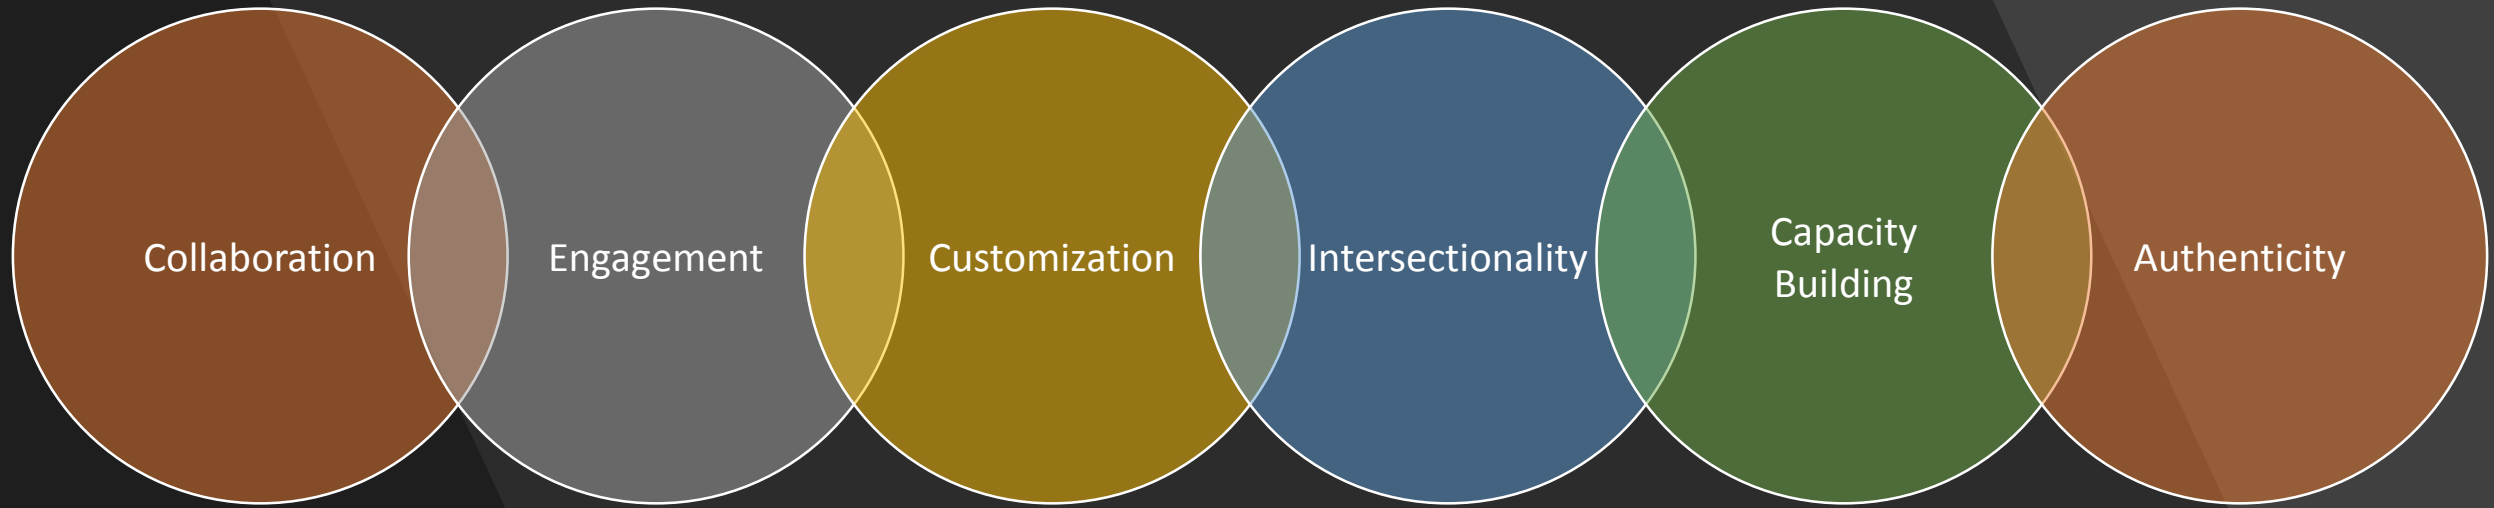 Collaboration
Engagement
Customization
Intersectionality
Capacity
Building
Authenticity